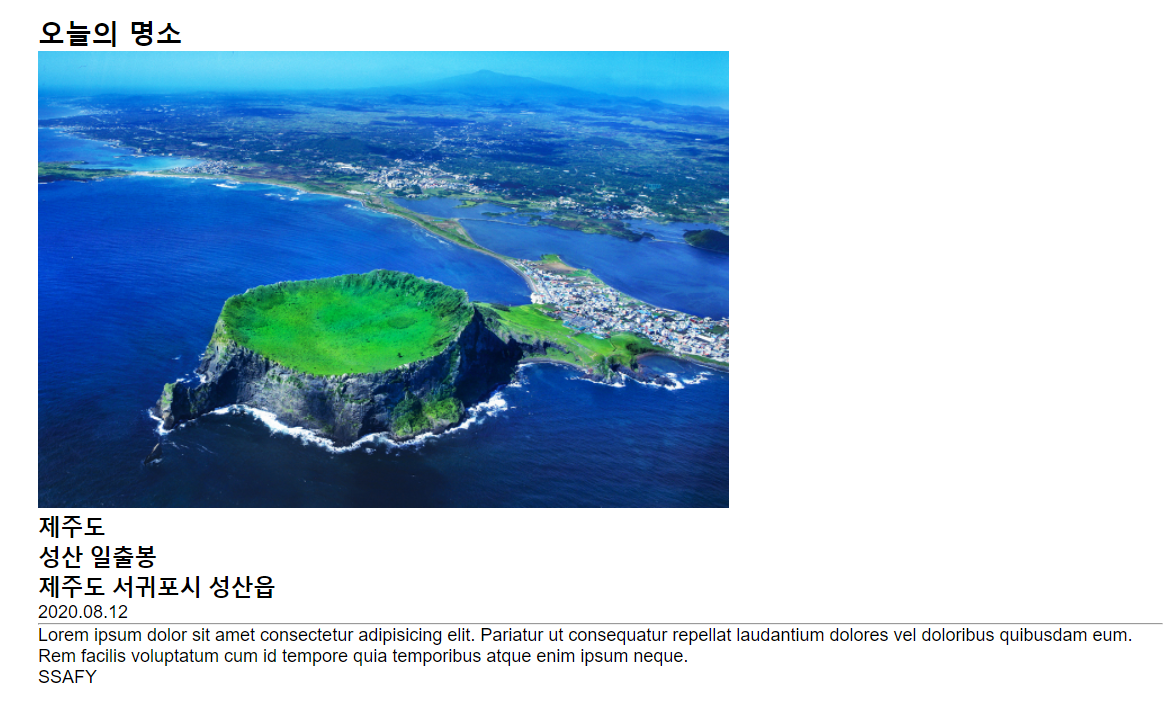 오늘의 명소
제주도
성산 일출봉
제주도 서귀포시 성산읍
2020.08.12
Lorem ipsum dolor sit amet consectetur adipisicing elit. Pariatur ut consequatur repellat laudantium dolores vel doloribus quibusdam eum.
Rem facilis voluptatum cum id tempore quia temporibus atque enim ipsum neque.
SSAFY